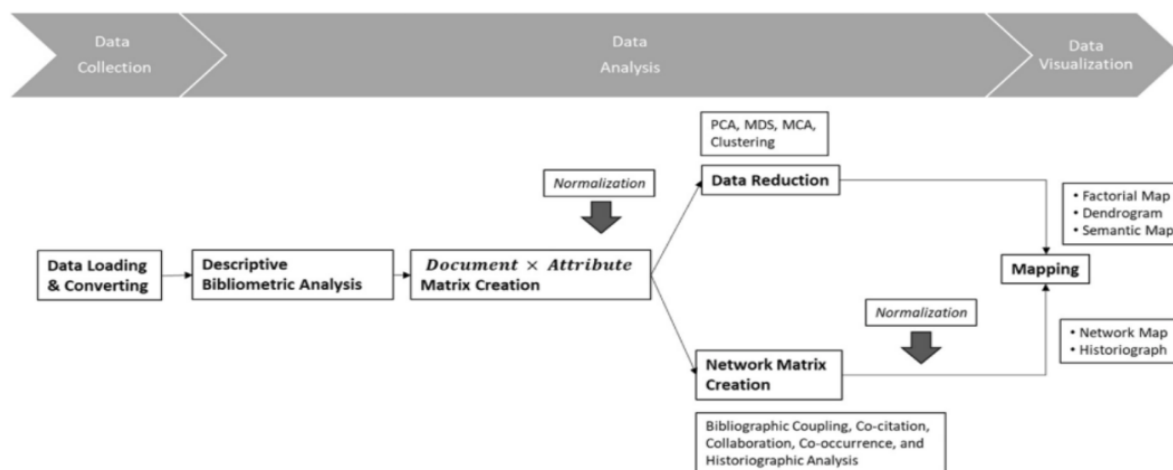 Data
Collection
Data
Analysis
Data
Visualization
PCA, MDS, MCA,
Clustering
Normalization
Data Reduction
• Factorial Map
• Dendrogram
• Semantic Map
Data Loading
& Converting
Descriptive
Bibliometric Analysis
Document × Attribute
Matrix Creation
Mapping
Normalization
• Network Map
• Historiograph
Network Matrix
Creation
Bibliographic Coupling, Co-citation,
Collaboration, Co-occurrence, and
Historiographic Analysis